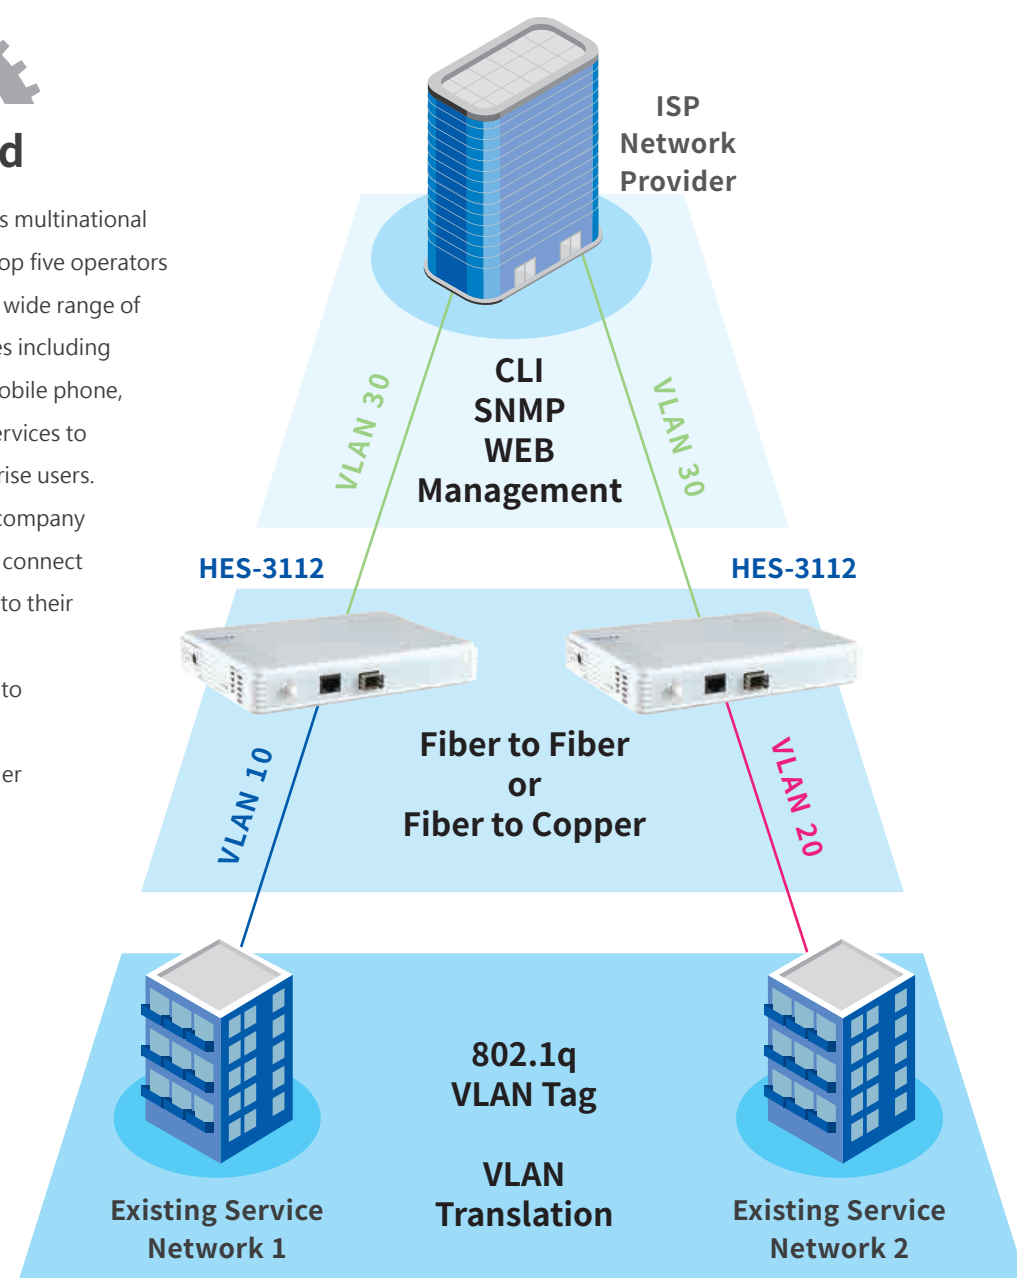 d
s multinational
op five operators
wide range of
es including
obile phone,
ervices to
rise users.
company
connect
to their
to
er
ISP
Network
Provider
VLAN 30
VLAN 30
CLI
SNMP
WEB
Management
HES-3112
HES-3112
VLAN 10
Fiber to Fiber
or
Fiber to Copper
VLAN 20
802.1q
VLAN Tag
VLAN
Translation
Existing Service
Network 1
Existing Service
Network 2